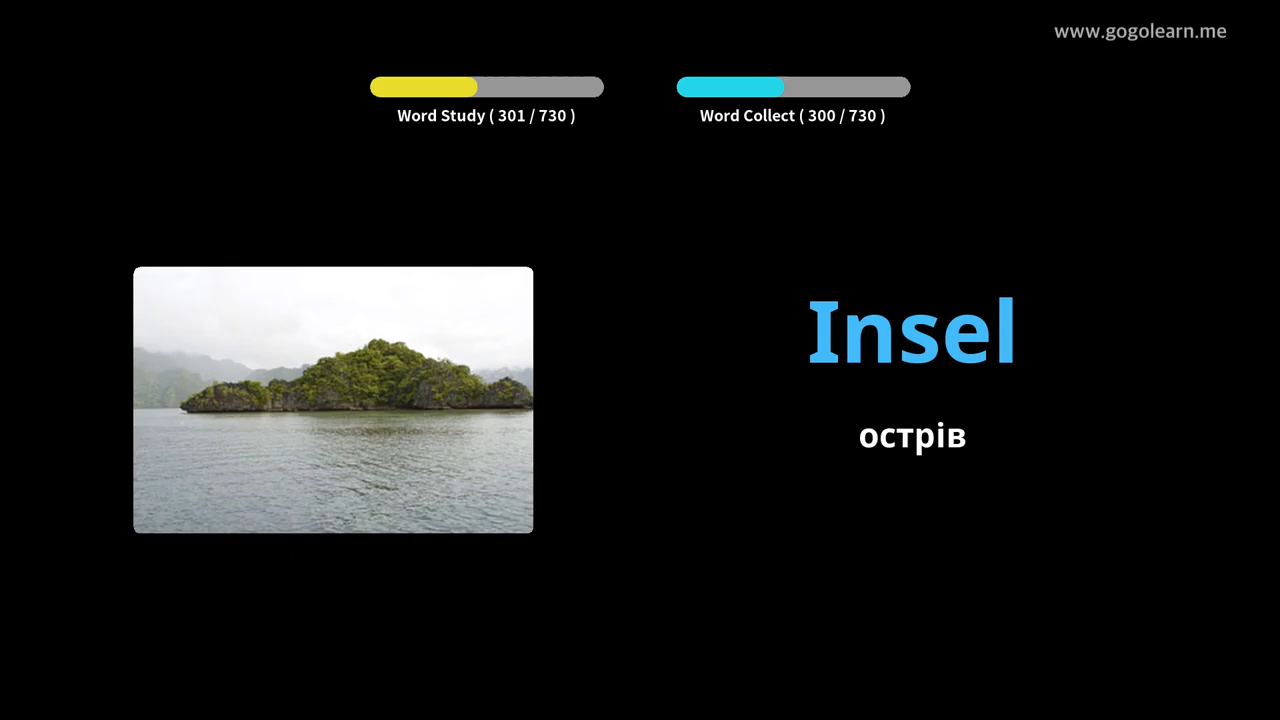 www.gogolearn.me
Word Study ( 301 / 730 )
Word Collect ( 300 / 730 )
Insel
острів